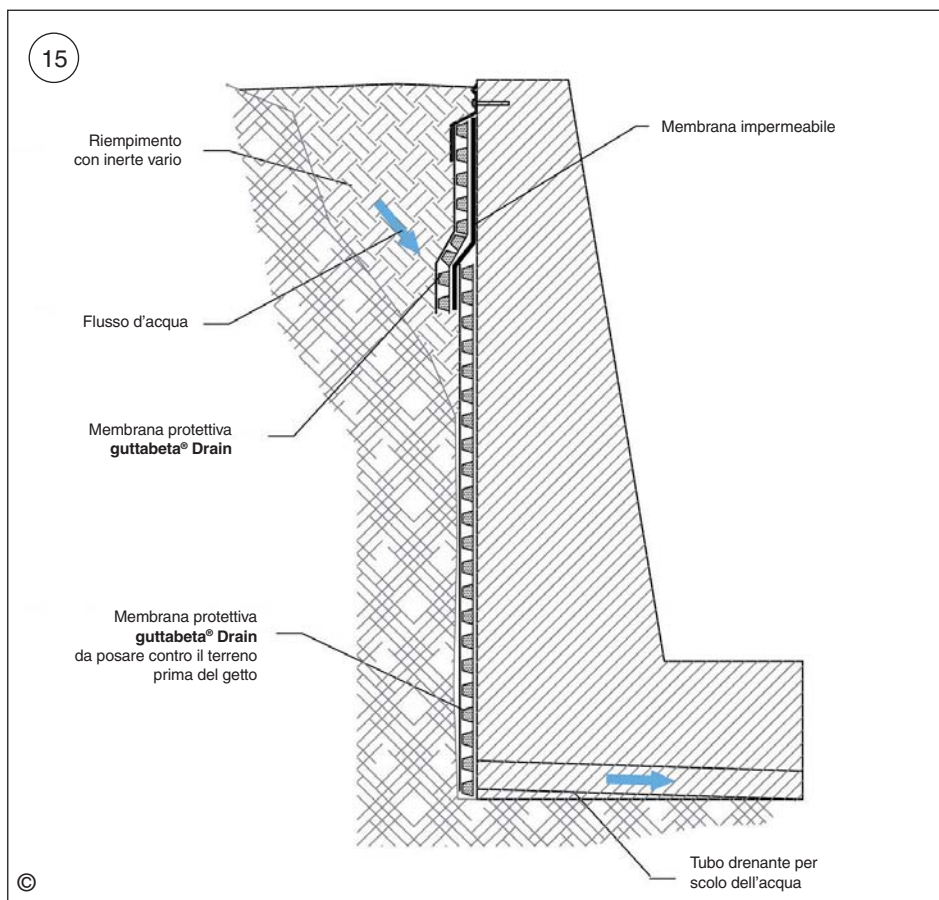 15
Riempimento
con inerte vario
Membrana impermeabile
Flusso d'acqua
Membrana protettiva
guttabeta® Drain
Membrana protettiva
guttabeta® Drain
da posare contro il terreno
prima del getto
Tubo drenante per
scolo dell'acqua
©